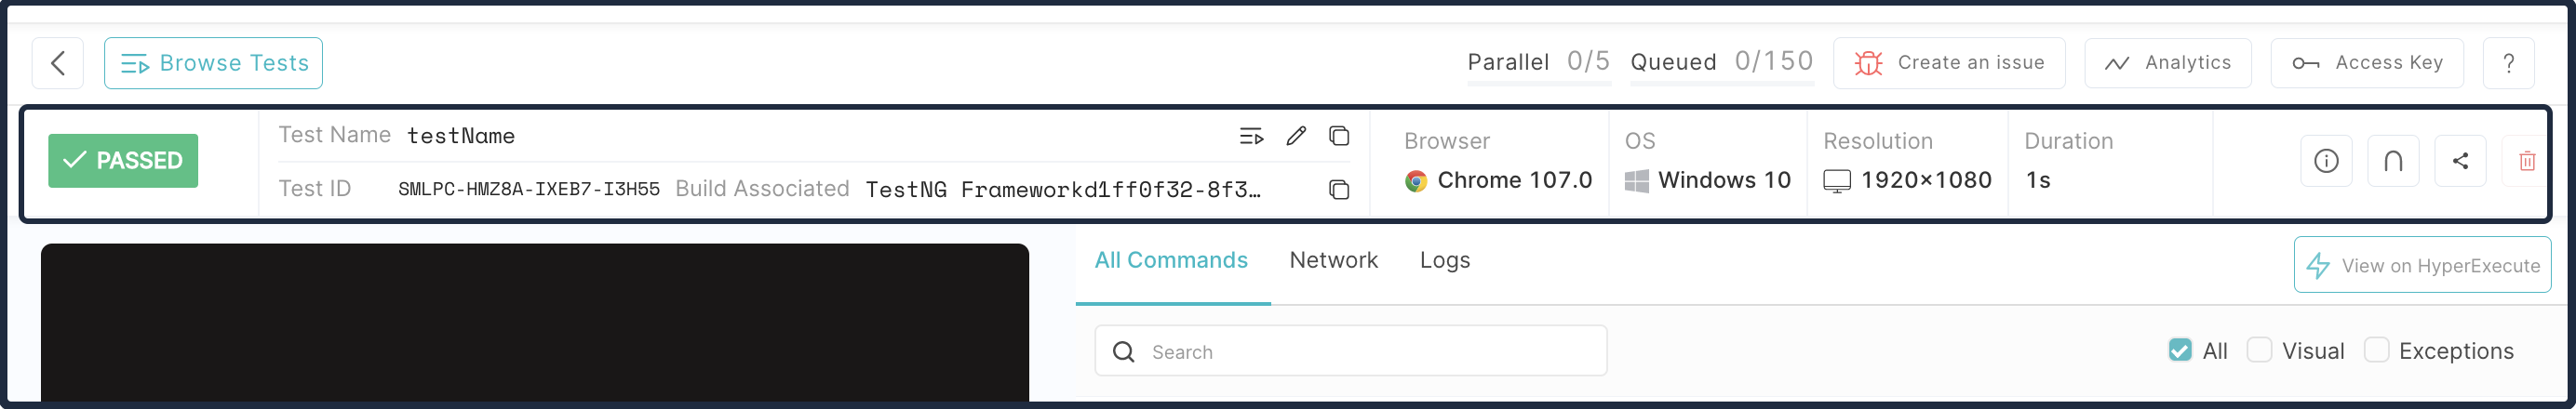 Browse Tests
Parallel 0/5 Queued 0/150 Create an issue Analytics Access Key ?
PASSED
Test Name testName
Test ID SMLPC-HMZ8A-IXEB7-I3H55 Build Associated TestNG Frameworkd1ff0f32-8f3…
Browser
Chrome 107.0
OS
Windows 10
Resolution
1920×1080
Duration
1s
All Commands Network Logs
View on HyperExecute
Search
All Visual Exceptions